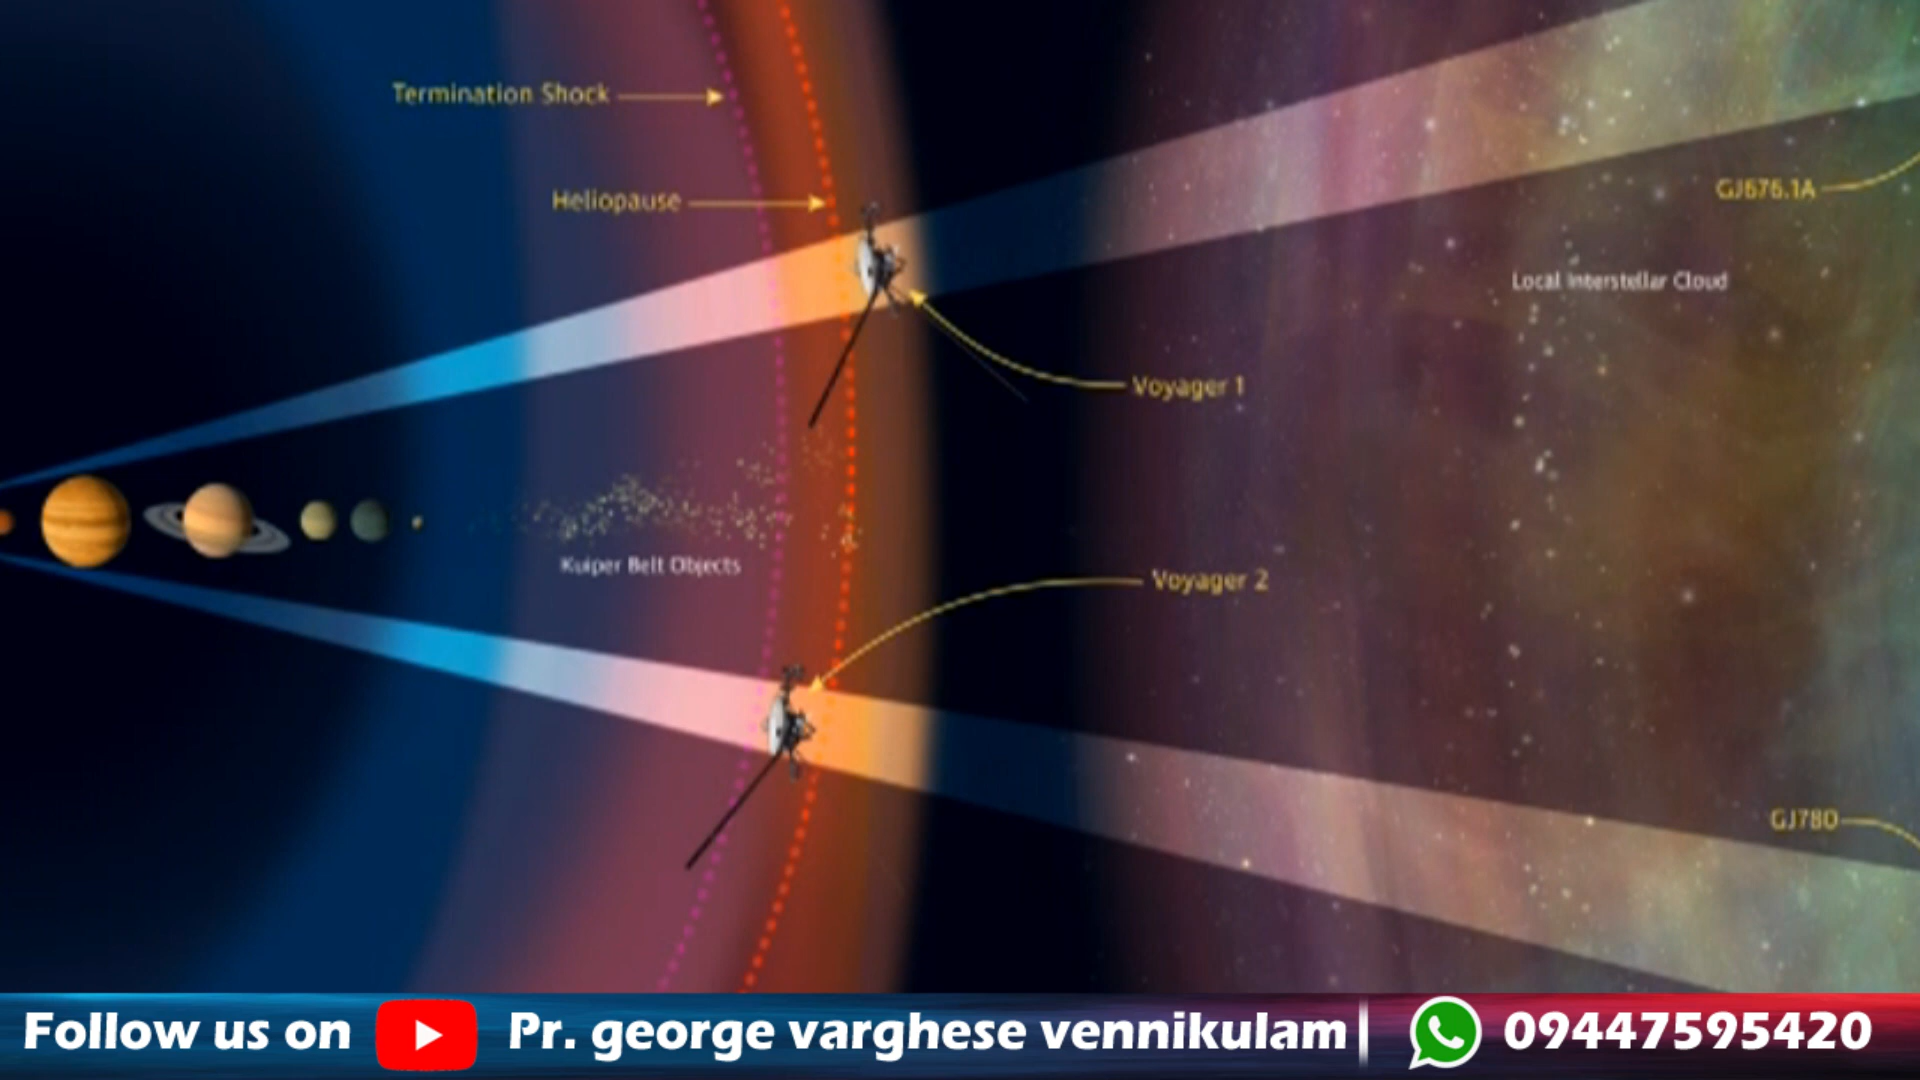 Termination Shock
Heliopause
GJ676.1A
Local Interstellar Cloud
Voyager 1
Kuiper Belt Objects
Voyager 2
GJ780
Follow us on Pr. george varghese vennikulam| 09447595420